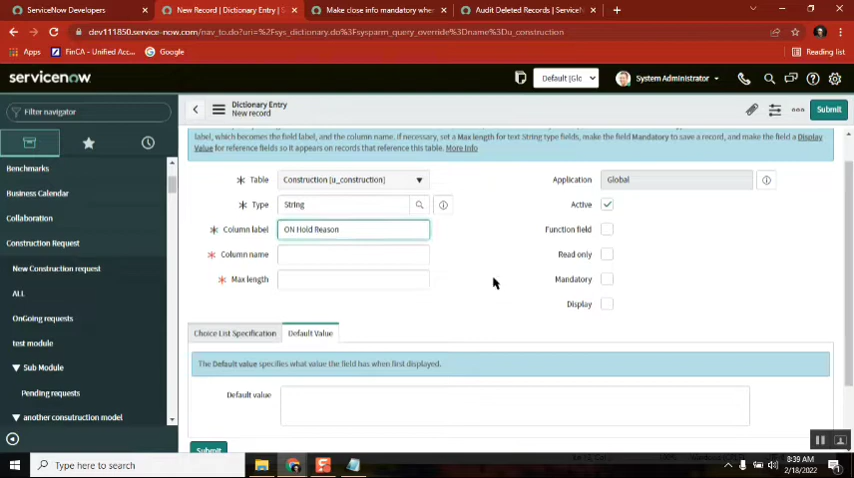 ServiceNow Developers
New Record | Dictionary Entry | S
Make close info mandatory wher
Audit Deleted Records | ServiceN
dev111850.service-now.com/nav_to.do?uri=%2Fsys_dictionary.do%3Fsysparm_query_override%3Dname%3Du_construction
Apps
FinCA - Unified Acc...
Google
Reading list
servicenow
Default [Glc
System Administrator
Filter navigator
Dictionary Entry
New record
Submit
label, which becomes the field label, and the column name. If necessary, set a Max length for text String type fields, make the field Mandatory to save a record, and make the field a Display
Value for reference fields so it appears on records that reference this table. More Info
Benchmarks
Business Calendar
Collaboration
Construction Request
New Construction request
ALL
OnGoing requests
test module
Sub Module
Pending requests
another consutruction model
Table
Construction [u_construction]
Application
Global
Type
String
Active
Column label
ON Hold Reason
Function field
Column name
Read only
Max length
Mandatory
Display
Choice List Specification
Default Value
The Default value specifies what value the field has when first displayed.
Default value
Submit
Type here to search
8:39 AM
2/18/2022